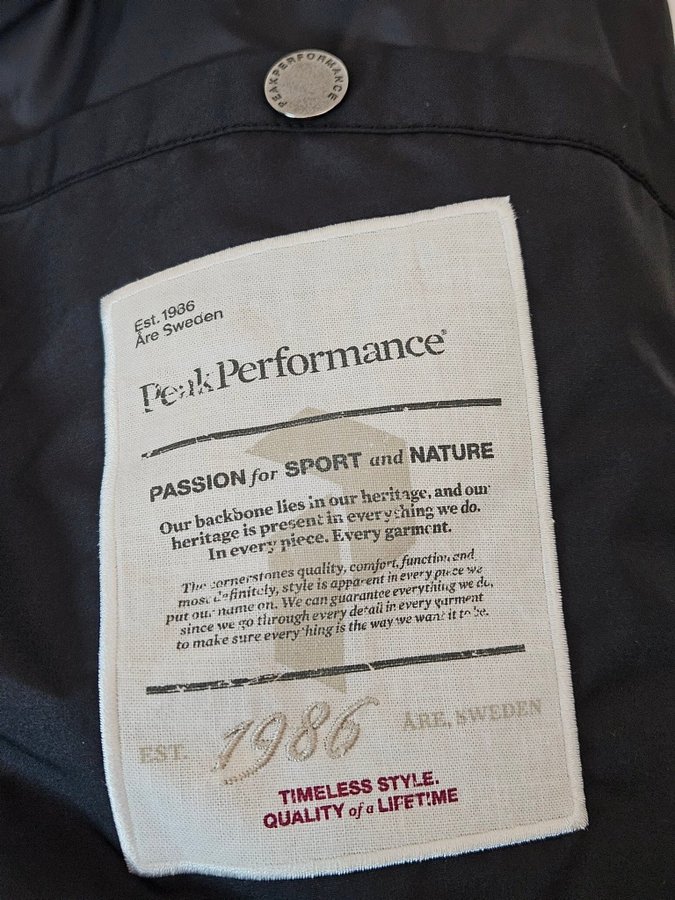 PEAKPERFORMANCE
Est. 1986
Åre Sweden
PeakPerformance®
PASSION for SPORT and NATURE
Our backbone lies in our heritage, and our
heritage is present in everything we do.
In every piece. Every garment.
The cornerstones quality, comfort, function and
most definitely, style is apparent in every piece we
put our name on. We can guarantee everything we do,
since we go through every detail in every garment
to make sure everything is the way we want it to be.
EST. 1986 ÅRE, SWEDEN
TIMELESS STYLE.
QUALITY of a LIFETIME